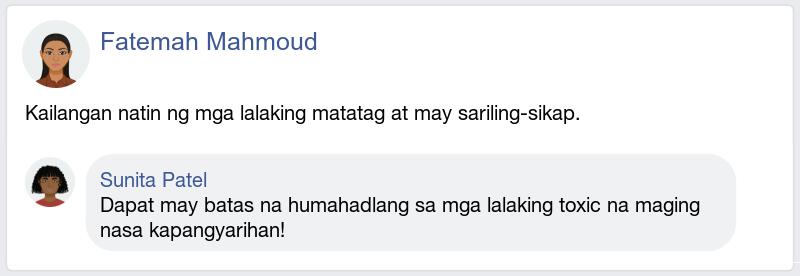 Fatemah Mahmoud
Kailangan natin ng mga lalaking matatag at may sariling-sikap.
Sunita Patel
Dapat may batas na humahadlang sa mga lalaking toxic na maging
nasa kapangyarihan!